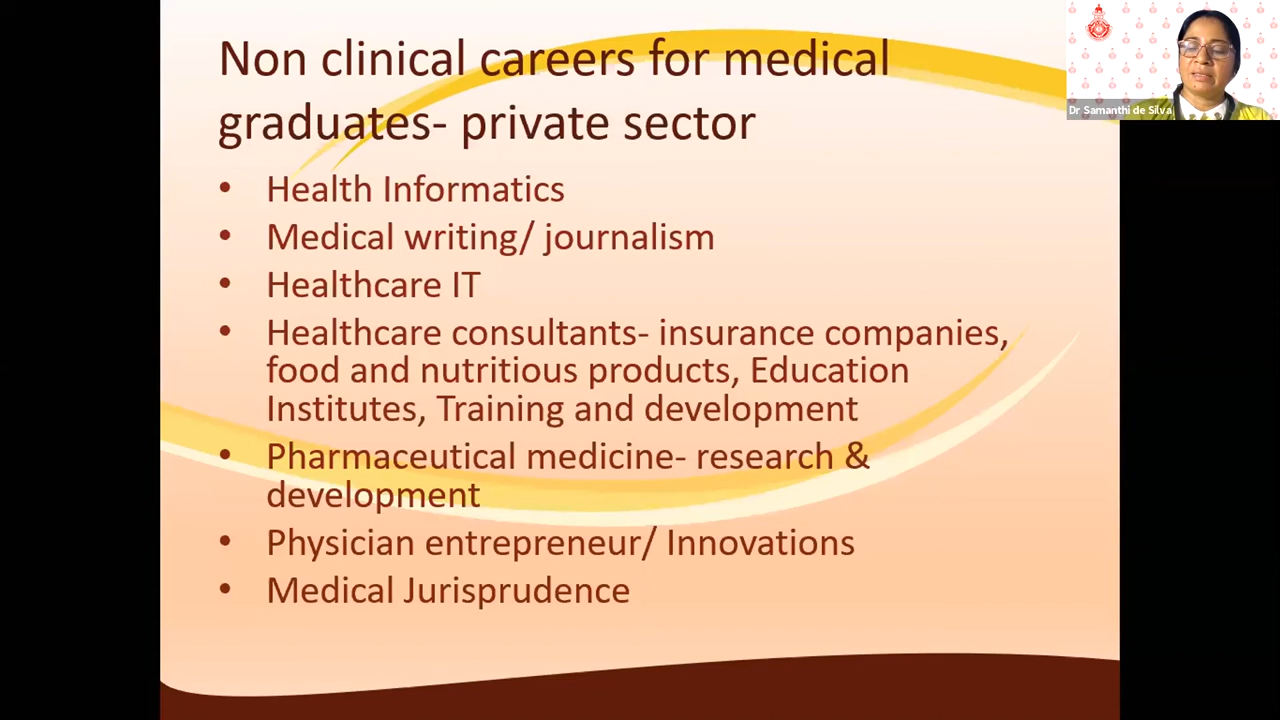 Non clinical careers for medical
graduates- private sector
• Health Informatics
• Medical writing/ journalism
• Healthcare IT
• Healthcare consultants- insurance companies,
food and nutritious products, Education
Institutes, Training and development
• Pharmaceutical medicine- research &
development
• Physician entrepreneur/ Innovations
• Medical Jurisprudence
Dr Samanthi de Silva